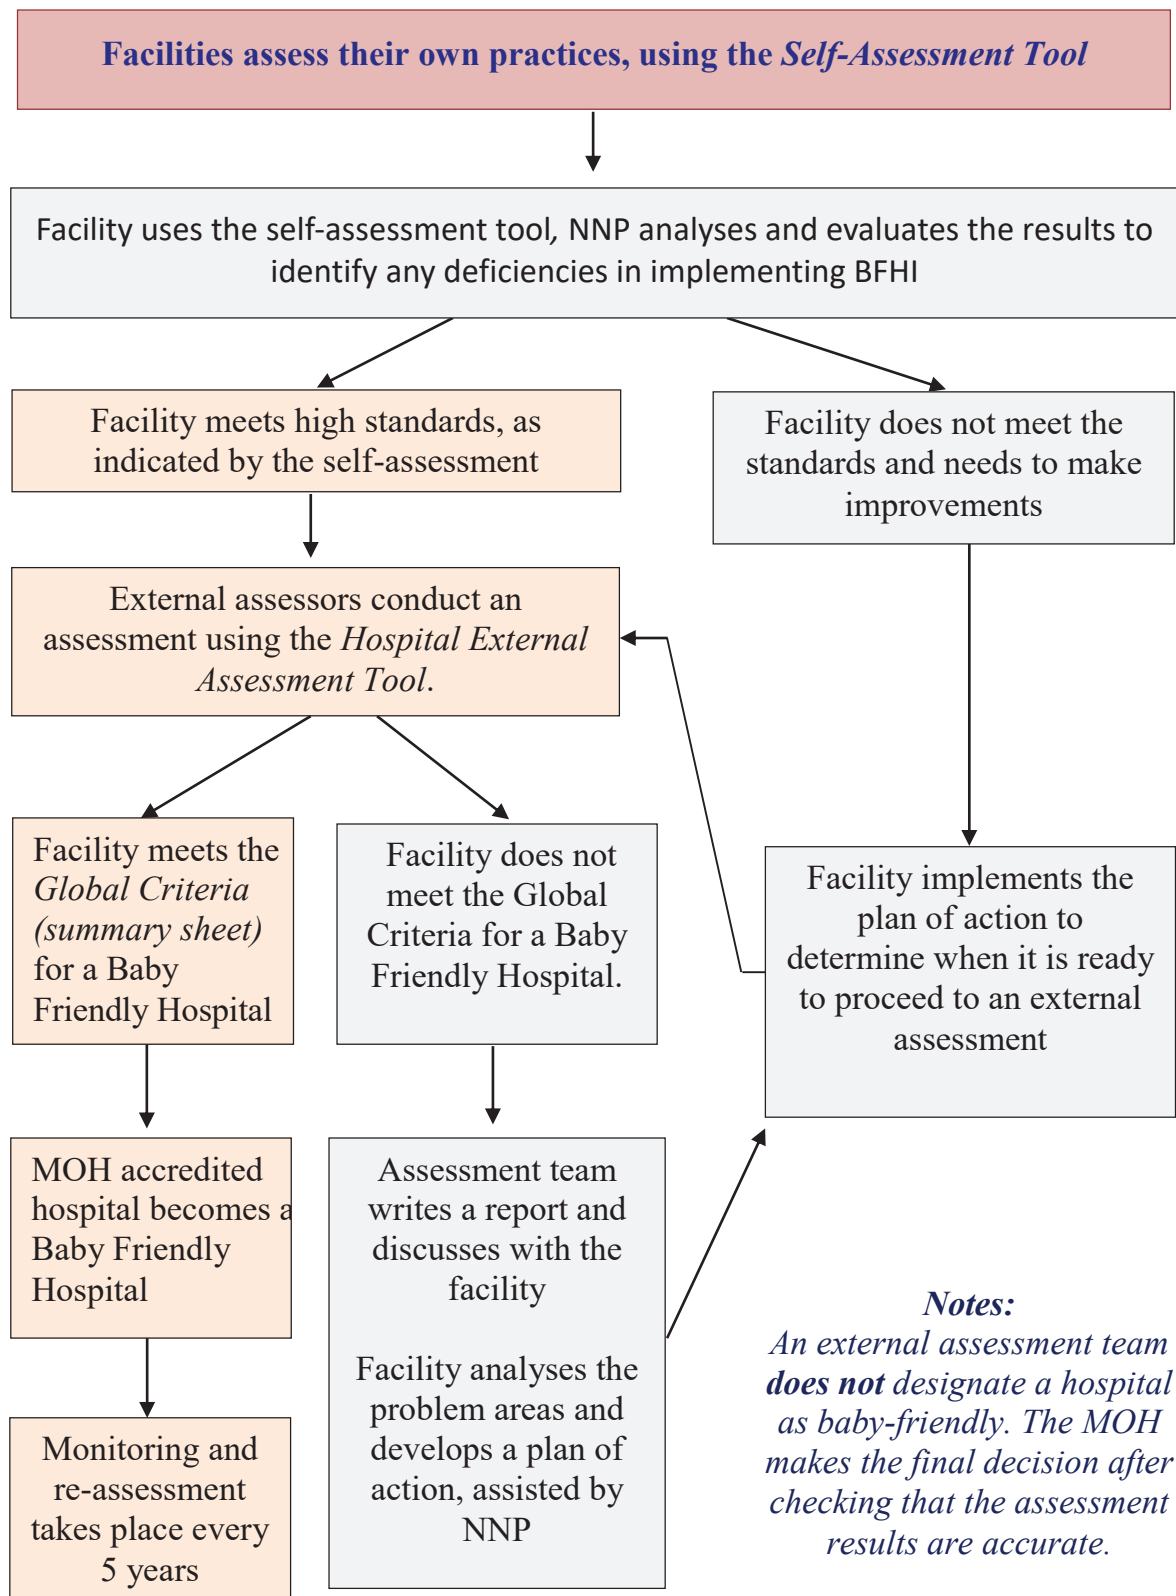 Facilities assess their own practices, using the Self-Assessment Tool
Facility uses the self-assessment tool, NNP analyses and evaluates the results to
identify any deficiencies in implementing BFHI
Facility meets high standards, as
indicated by the self-assessment
Facility does not meet the
standards and needs to make
improvements
External assessors conduct an
assessment using the Hospital External
Assessment Tool.
Facility meets the
Global Criteria
(summary sheet)
for a Baby
Friendly Hospital
Facility does not
meet the Global
Criteria for a Baby
Friendly Hospital.
Facility implements the
plan of action to
determine when it is ready
to proceed to an external
assessment
MOH accredited
hospital becomes a
Baby Friendly
Hospital
Assessment team
writes a report and
discusses with the
facility
Facility analyses the
problem areas and
develops a plan of
action, assisted by
NNP
Monitoring and
re-assessment
takes place every
5 years
Notes:
An external assessment team
does not designate a hospital
as baby-friendly. The MOH
makes the final decision after
checking that the assessment
results are accurate.